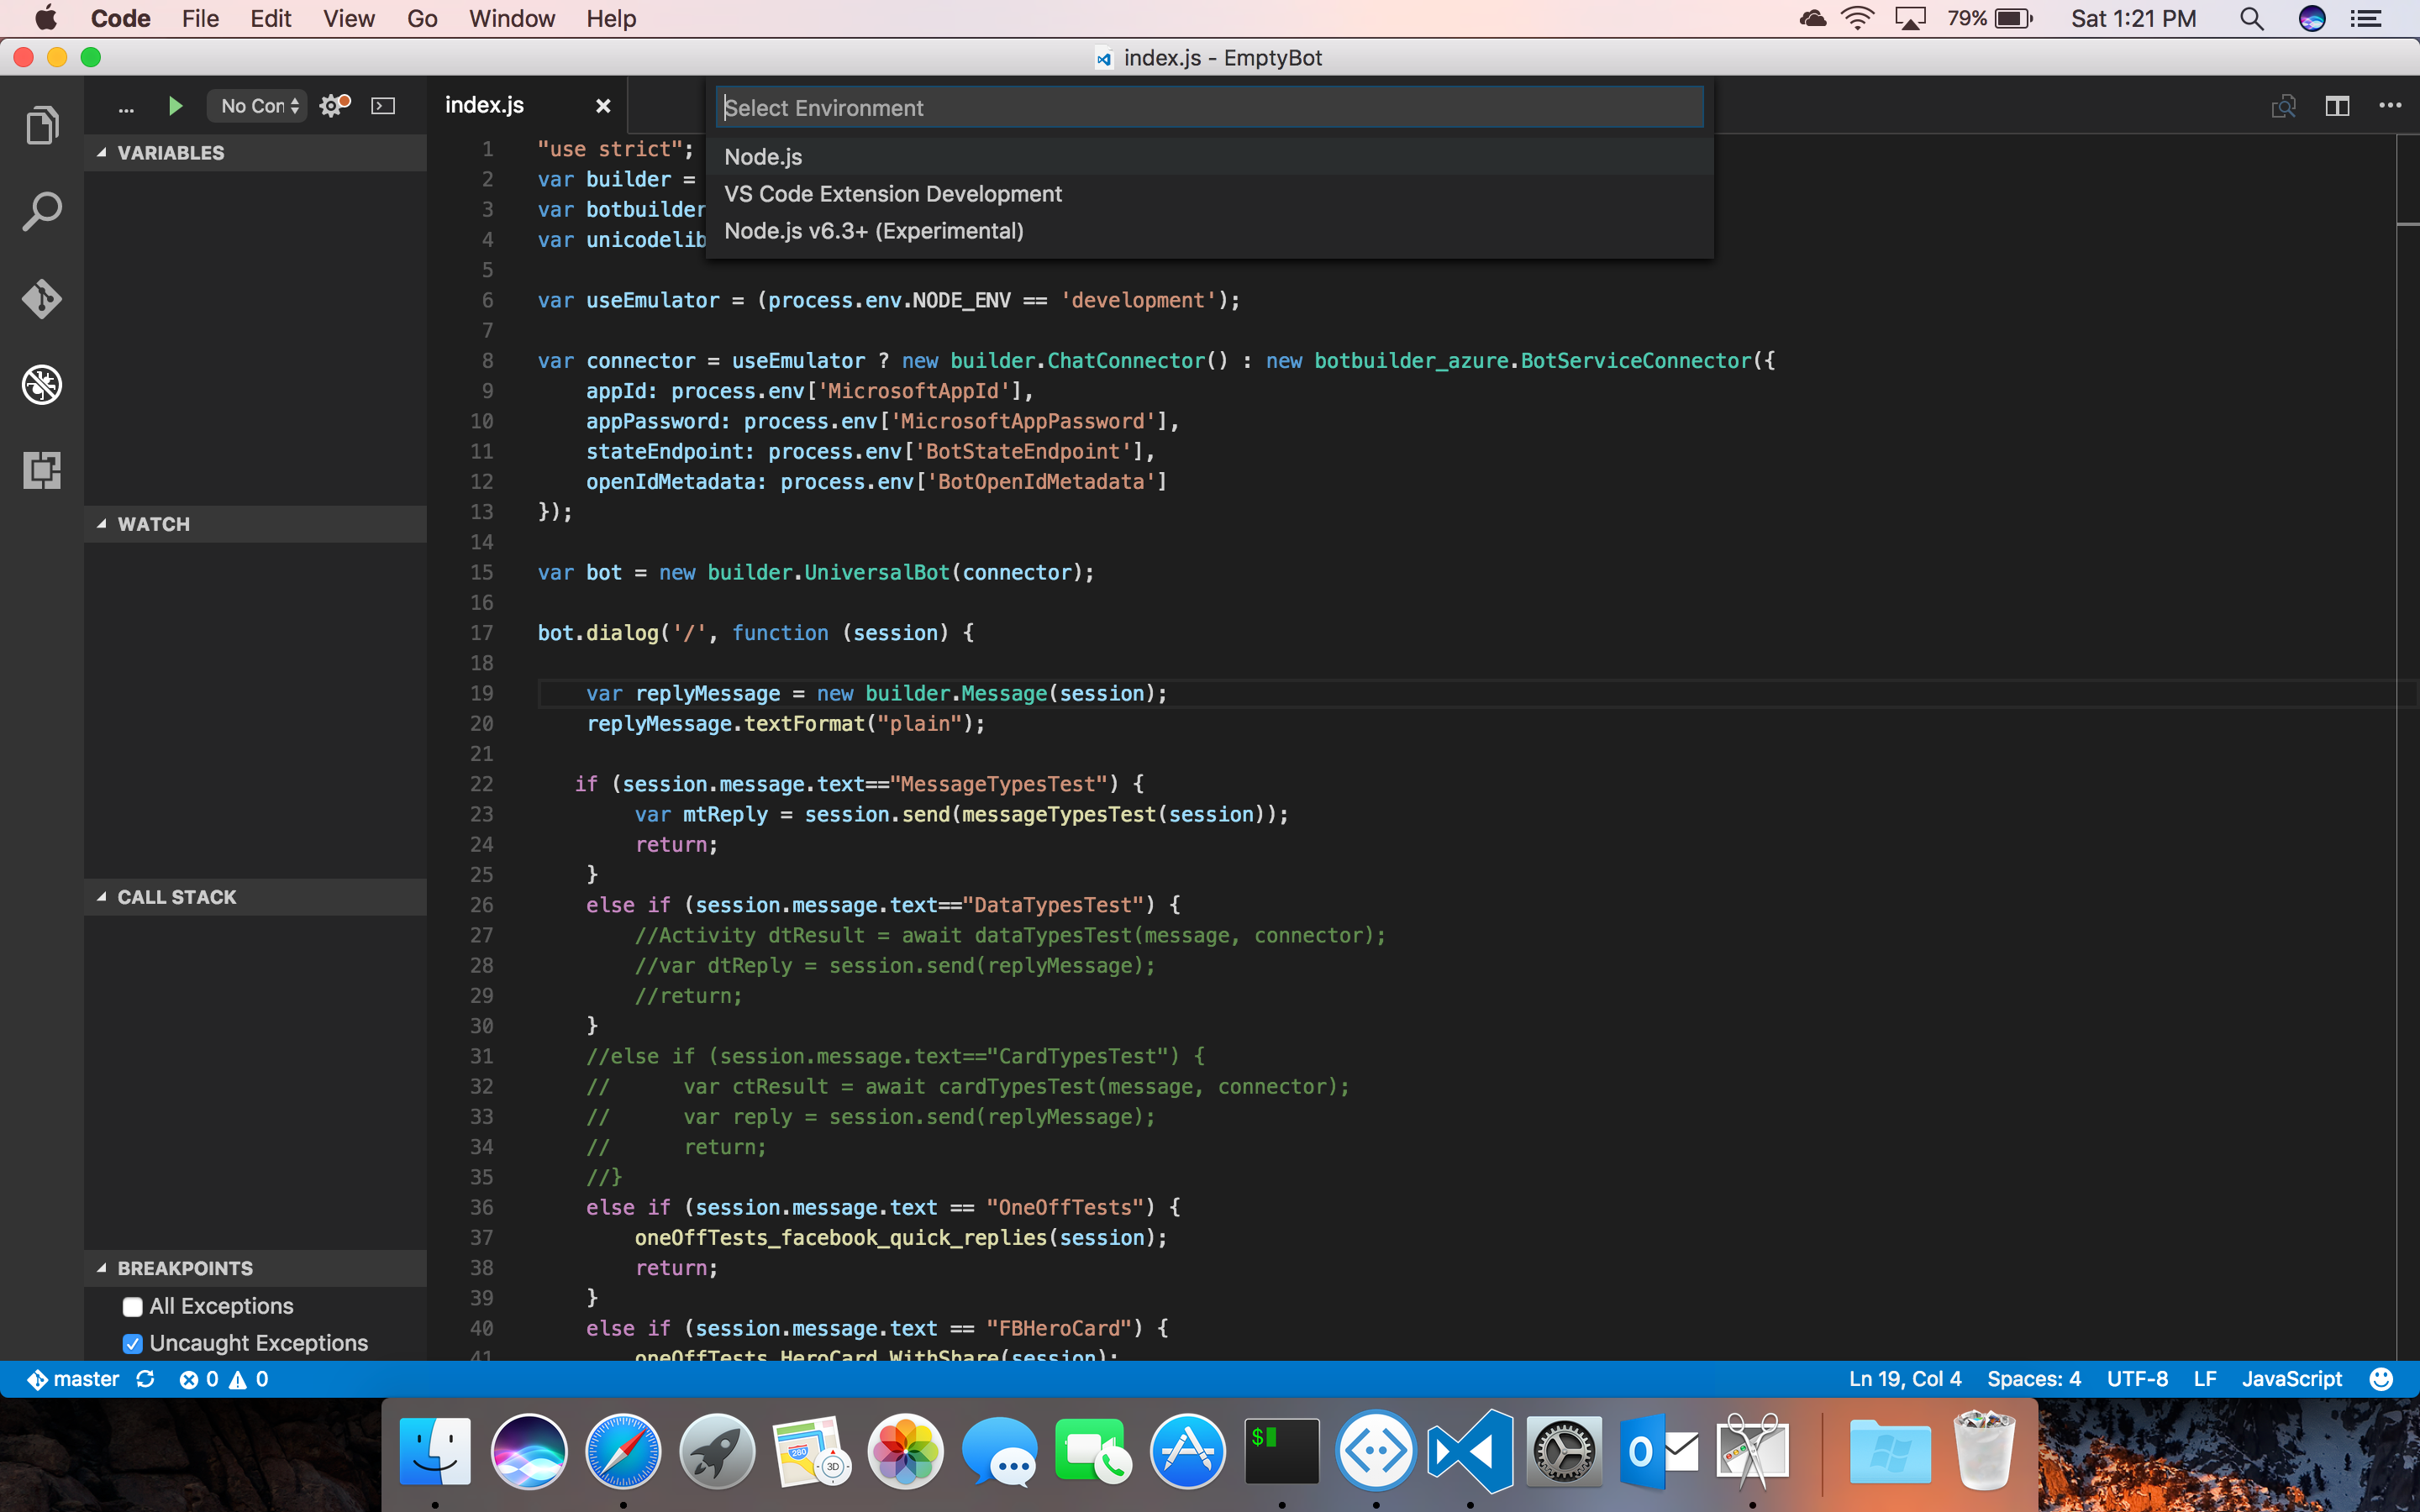 Code File Edit View Go Window Help 79% Sat 1:21 PM
index.js - EmptyBot
... No Con index.js
Select Environment
Node.js
VS Code Extension Development
Node.js v6.3+ (Experimental)
VARIABLES
WATCH
CALL STACK
BREAKPOINTS
All Exceptions
Uncaught Exceptions
1 "use strict";
2 var builder =
3 var botbuilder
4 var unicodelib
5
6 var useEmulator = (process.env.NODE_ENV == 'development');
7
8 var connector = useEmulator ? new builder.ChatConnector() : new botbuilder_azure.BotServiceConnector({
9 appId: process.env['MicrosoftAppId'],
10 appPassword: process.env['MicrosoftAppPassword'],
11 stateEndpoint: process.env['BotStateEndpoint'],
12 openIdMetadata: process.env['BotOpenIdMetadata']
13 });
14
15 var bot = new builder.UniversalBot(connector);
16
17 bot.dialog('/', function (session) {
18
19 var replyMessage = new builder.Message(session);
20 replyMessage.textFormat("plain");
21
22 if (session.message.text=="MessageTypesTest") {
23 var mtReply = session.send(messageTypesTest(session));
24 return;
25 }
26 else if (session.message.text=="DataTypesTest") {
27 //Activity dtResult = await dataTypesTest(message, connector);
28 //var dtReply = session.send(replyMessage);
29 //return;
30 }
31 //else if (session.message.text=="CardTypesTest") {
32 // var ctResult = await cardTypesTest(message, connector);
33 // var reply = session.send(replyMessage);
34 // return;
35 //}
36 else if (session.message.text == "OneOffTests") {
37 oneOffTests_facebook_quick_replies(session);
38 return;
39 }
40 else if (session.message.text == "FBHeroCard") {
41 oneOffTests_HeroCard_WithShare(session);
master 0 0 Ln 19, Col 4 Spaces: 4 UTF-8 LF JavaScript
280 3D $ O